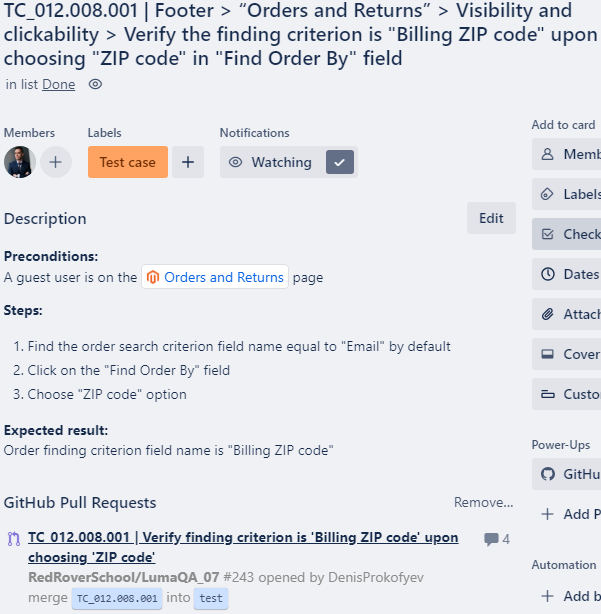 TC_012.008.001 | Footer > “Orders and Returns” > Visibility and
clickability > Verify the finding criterion is "Billing ZIP code" upon
choosing "ZIP code" in "Find Order By" field
in list Done
Members
Labels
Notifications
Test case
Watching
Description
Edit
Preconditions:
A guest user is on the Orders and Returns page
Steps:
1. Find the order search criterion field name equal to "Email" by default
2. Click on the "Find Order By" field
3. Choose "ZIP code" option
Expected result:
Order finding criterion field name is "Billing ZIP code"
GitHub Pull Requests
Remove...
TC_012.008.001 | Verify finding criterion is 'Billing ZIP code' upon
choosing 'ZIP code'
4
RedRoverSchool/LumaQA_07 #243 opened by DenisProkofyev
merge TC_012.008.001 into test
Add to card
Memb
Labels
Check
Dates
Attach
Cover
Custo
Power-Ups
GitHu
+ Add P
Automation
+ Add b